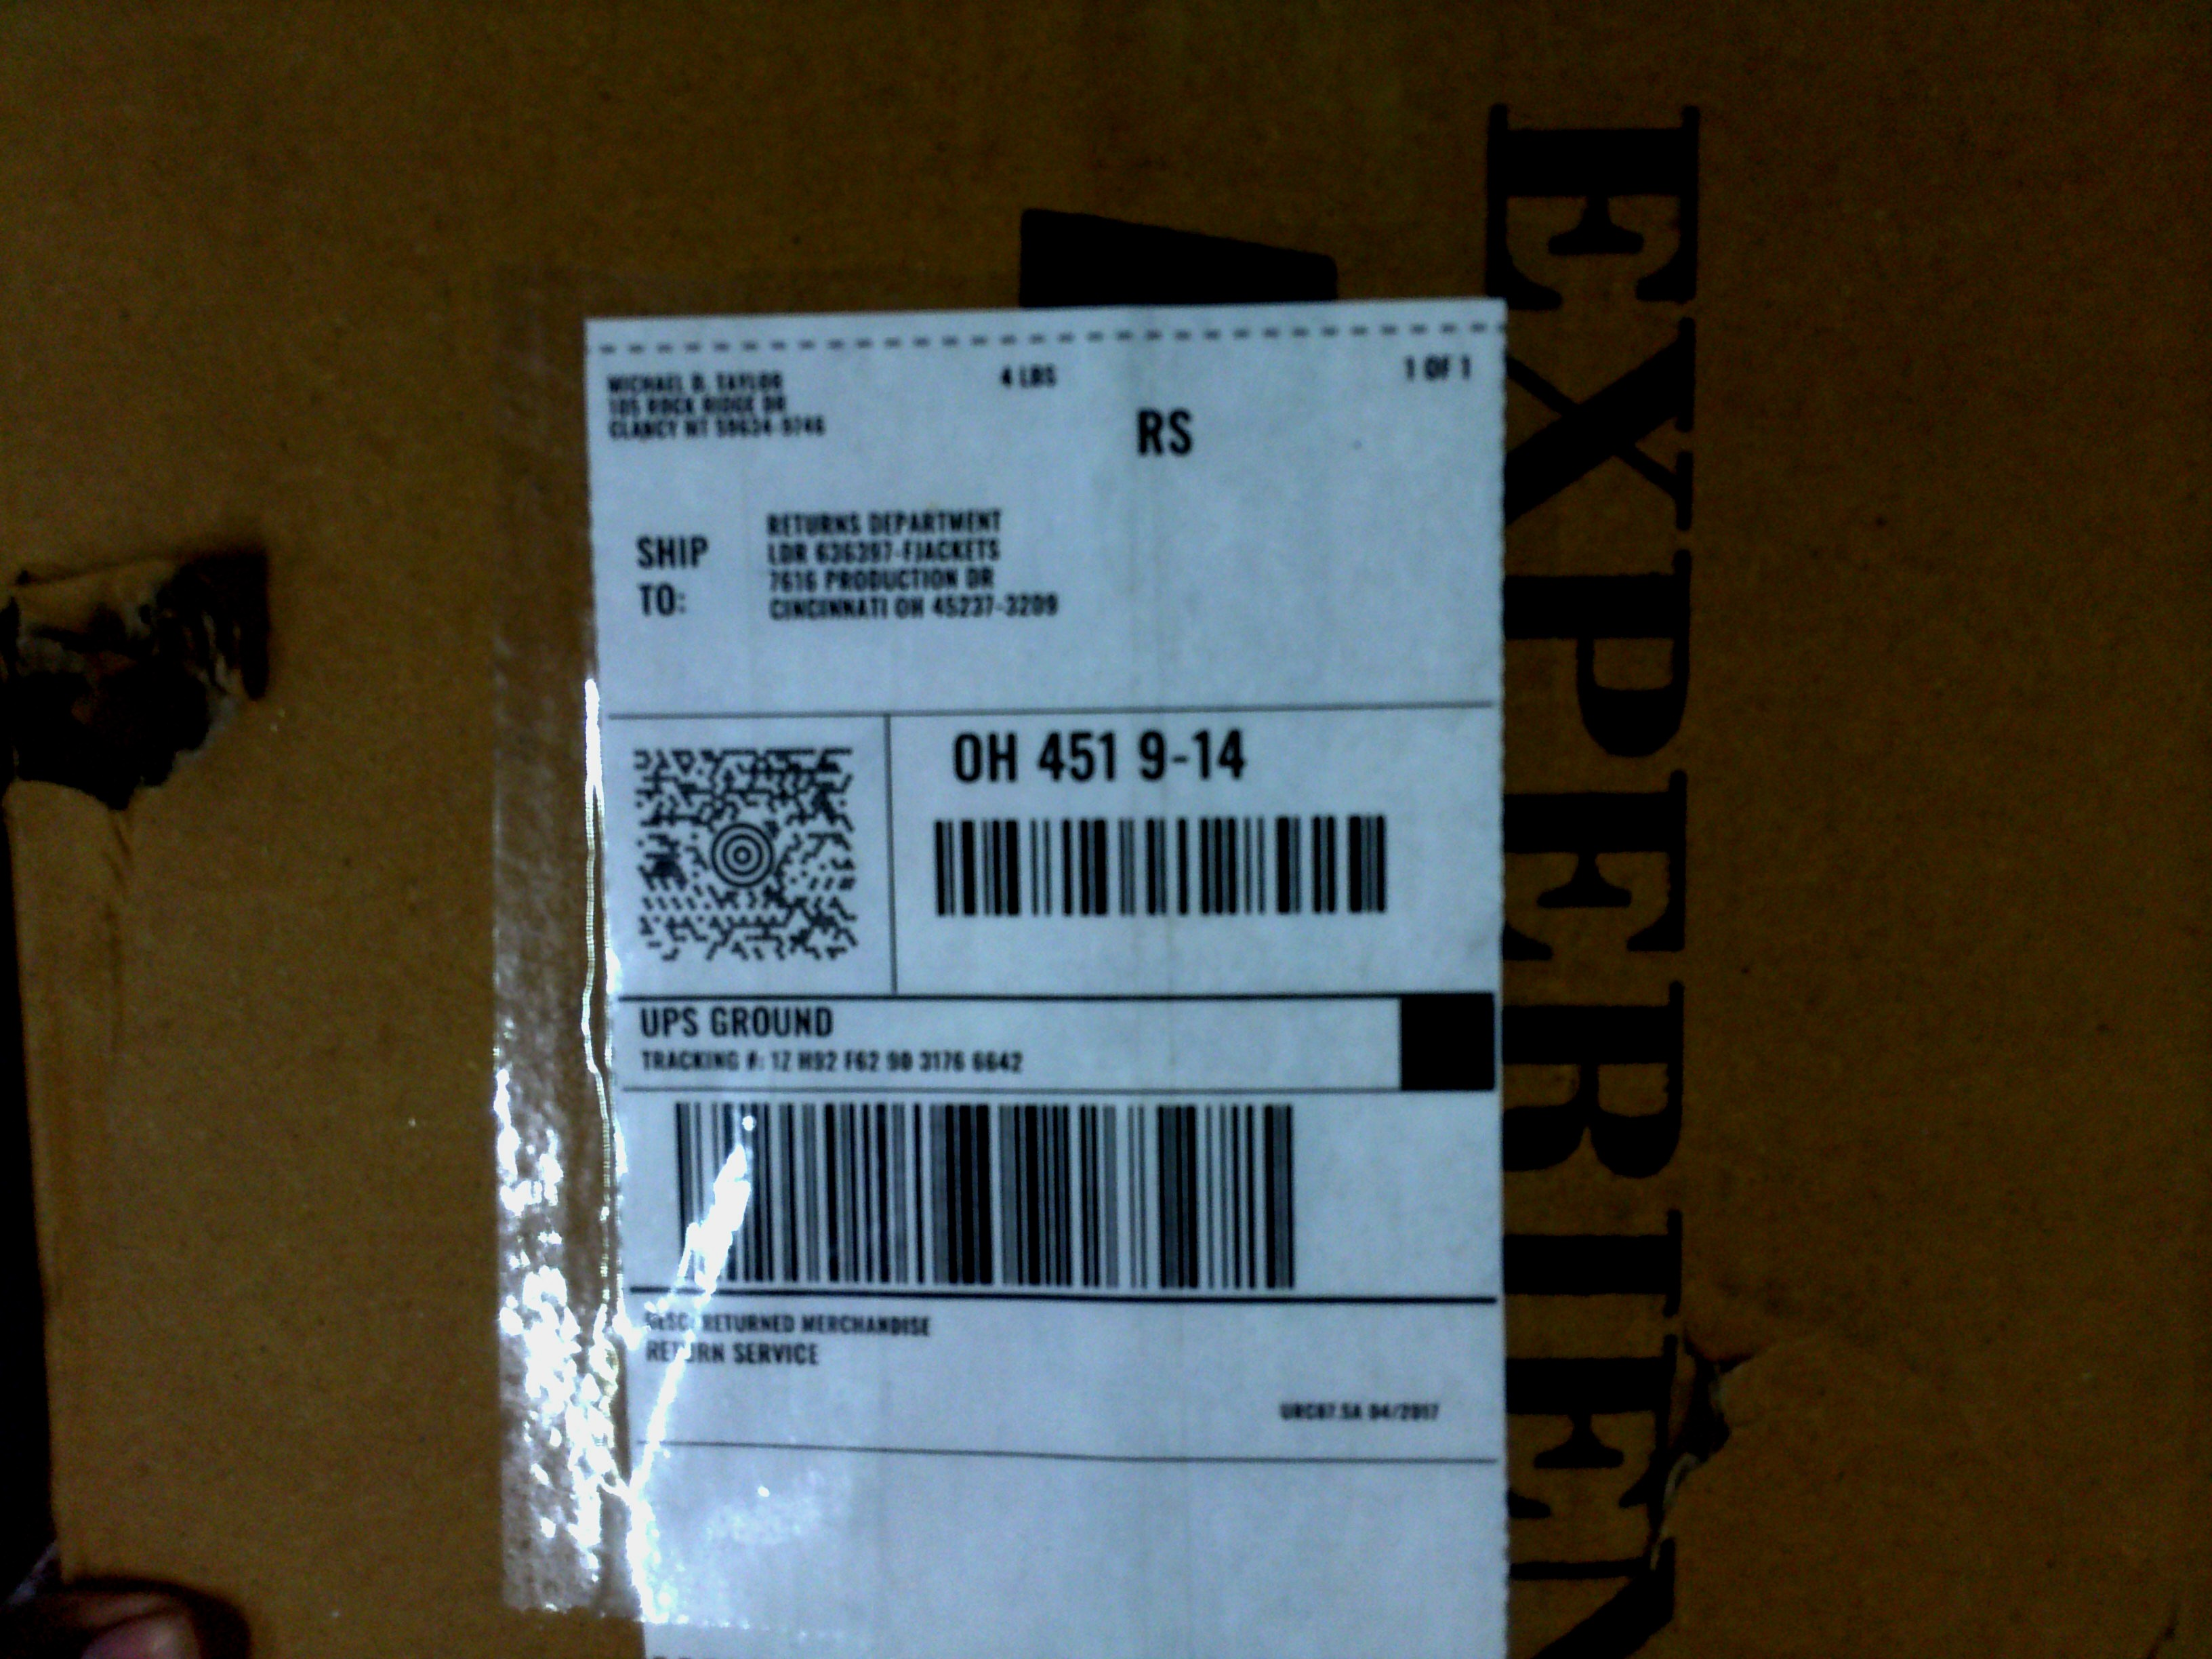 MICHAEL D. TAYLOR
105 ROCK RIDGE DR
CLANCY MT 59634-9746
4 LBS
1 OF 1
RS
SHIP TO:
RETURNS DEPARTMENT
LDR 636397-FJACKETS
7616 PRODUCTION DR
CINCINNATI OH 45237-3209
OH 451 9-14
UPS GROUND
TRACKING #: 1Z H92 F62 90 3176 6642
DESC: RETURNED MERCHANDISE
RETURN SERVICE
04/2017
EXPERIEN